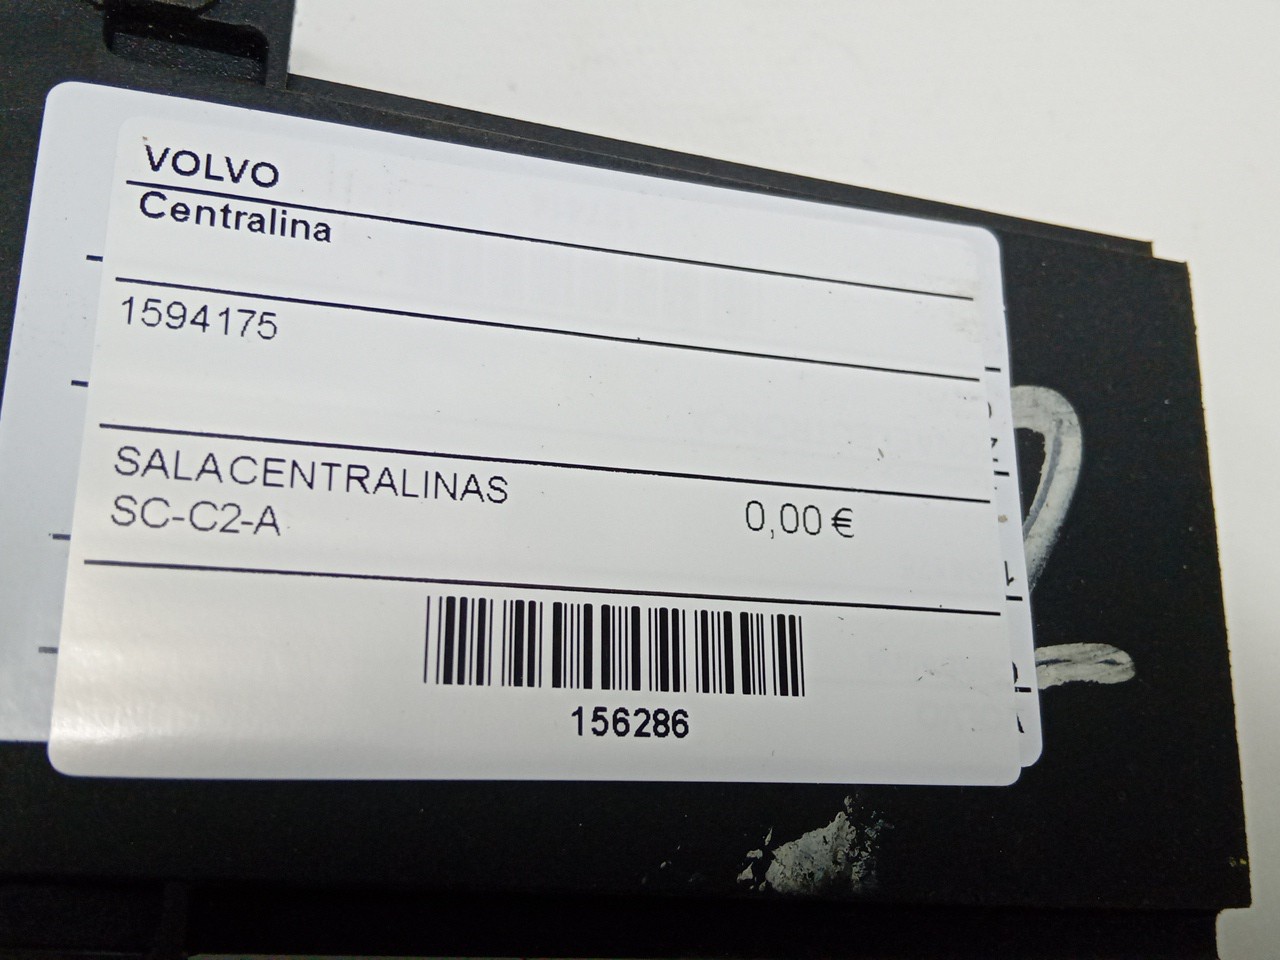 VOLVO
Centralina
1594175
SALACENTRALINAS
SC-C2-A
0,00 €
156286